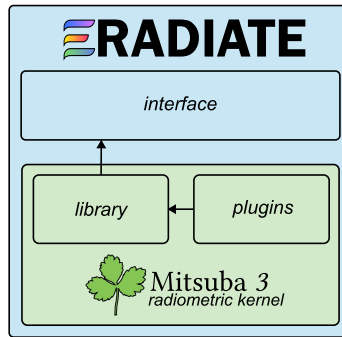 ERADIATE
interface
library
plugins
Mitsuba 3
radiometric kernel